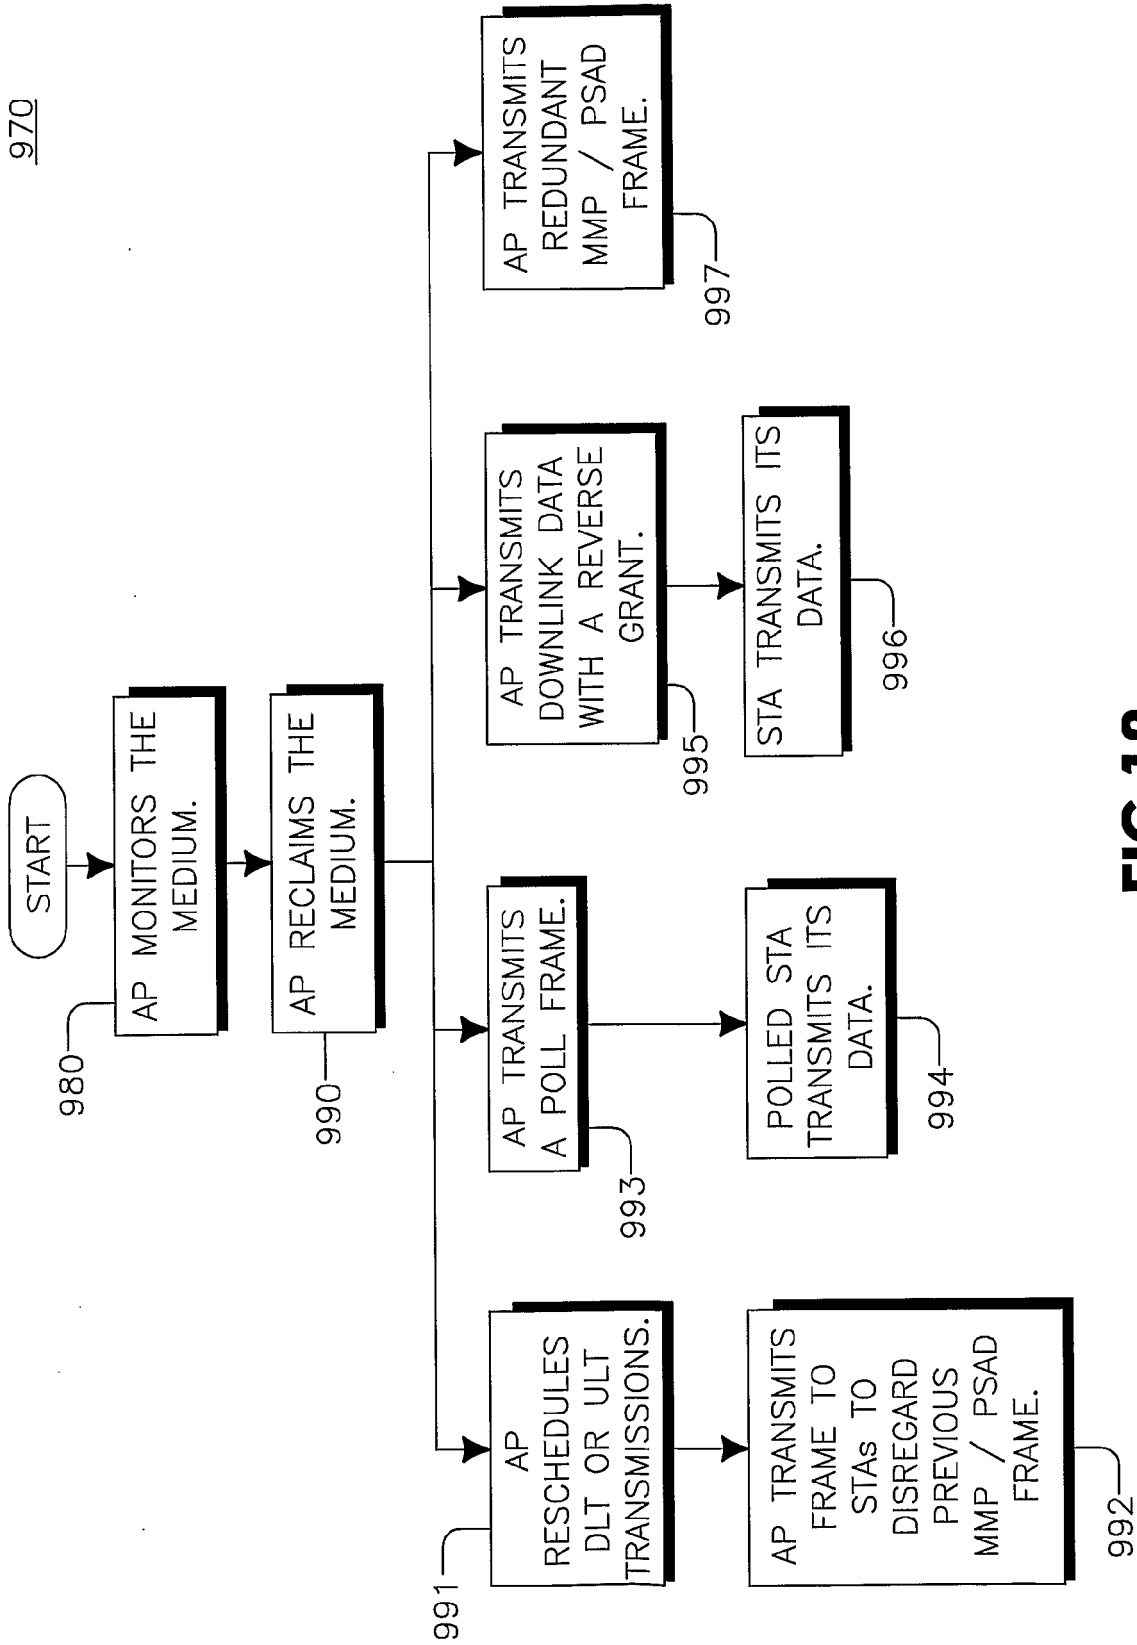 970
START
AP MONITORS THE
MEDIUM.
980
AP RECLAIMS THE
MEDIUM.
990
AP
RESCHEDULES
DLT OR ULT
TRANSMISSIONS.
991
AP TRANSMITS
FRAME TO
STAs TO
DISREGARD
PREVIOUS
MMP / PSAD
FRAME.
992
AP TRANSMITS
A POLL FRAME.
993
POLLED STA
TRANSMITS ITS
DATA.
994
AP TRANSMITS
DOWNLINK DATA
WITH A REVERSE
GRANT.
995
STA TRANSMITS ITS
DATA.
996
AP TRANSMITS
REDUNDANT
MMP / PSAD
FRAME.
997
FIG.